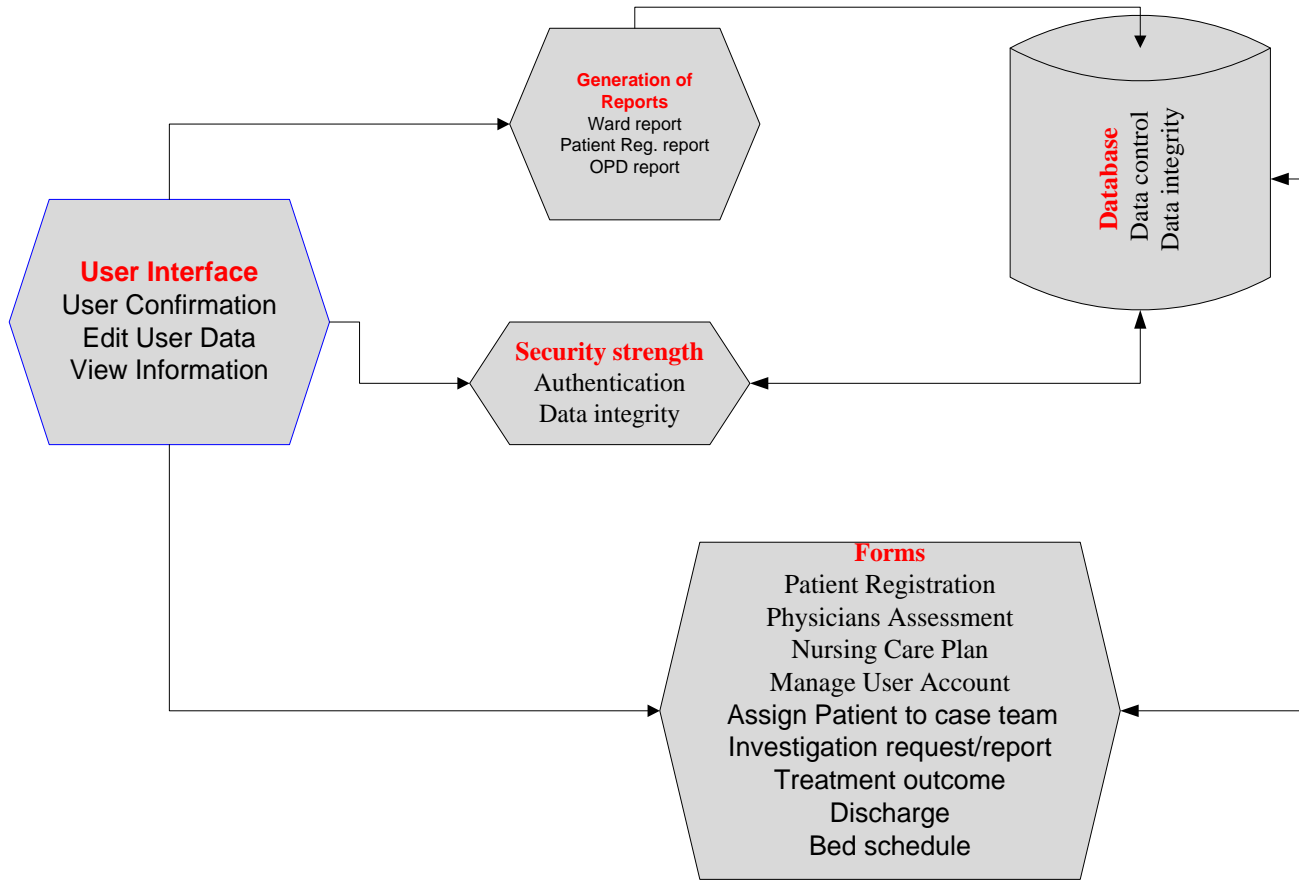 Generation of
Reports
Ward report
Patient Reg. report
OPD report
Database
Data control
Data integrity
User Interface
User Confirmation
Edit User Data
View Information
Security strength
Authentication
Data integrity
Forms
Patient Registration
Physicians Assessment
Nursing Care Plan
Manage User Account
Assign Patient to case team
Investigation request/report
Treatment outcome
Discharge
Bed schedule